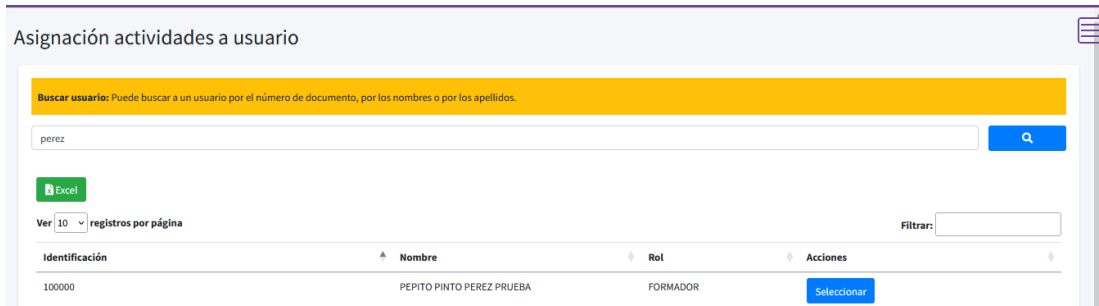 Asignación actividades a usuario
Buscar usuario: Puede buscar a un usuario por el número de documento, por los nombres o por los apellidos.
perez
Excel
Ver 10 registros por página
Filtrar:
Identificación Nombre Rol Acciones
100000 PEPITO PINTO PEREZ PRUEBA FORMADOR Seleccionar